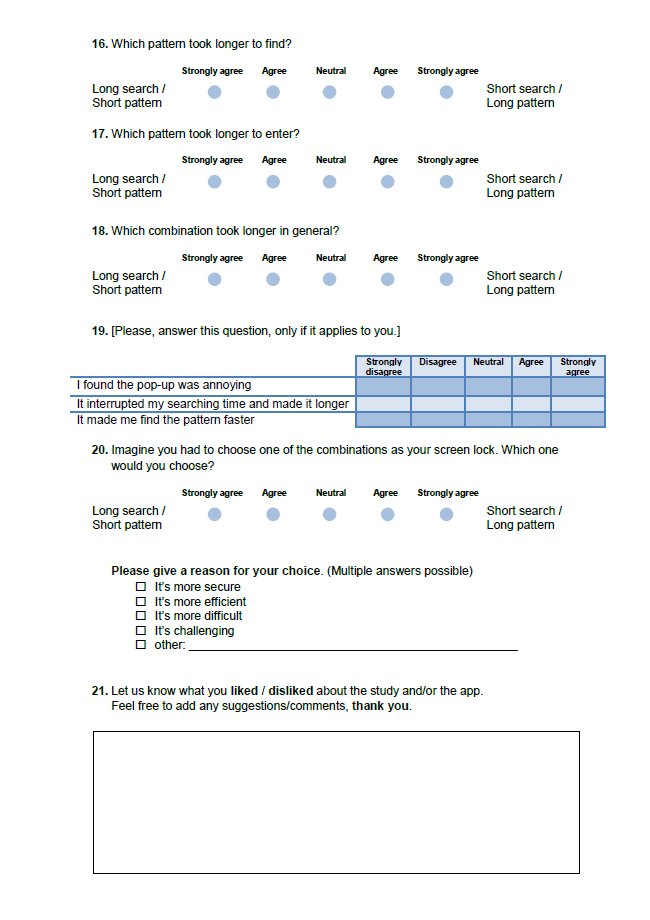 16. Which pattern took longer to find?
Strongly agree Agree Neutral Agree Strongly agree
Long search / Short search /
Short pattern Long pattern
17. Which pattern took longer to enter?
Strongly agree Agree Neutral Agree Strongly agree
Long search / Short search /
Short pattern Long pattern
18. Which combination took longer in general?
Strongly agree Agree Neutral Agree Strongly agree
Long search / Short search /
Short pattern Long pattern
19. [Please, answer this question, only if it applies to you.]
Strongly Disagree Neutral Agree Strongly
disagree agree
I found the pop-up was annoying
It interrupted my searching time and made it longer
It made me find the pattern faster
20. Imagine you had to choose one of the combinations as your screen lock. Which one
would you choose?
Strongly agree Agree Neutral Agree Strongly agree
Long search / Short search /
Short pattern Long pattern
Please give a reason for your choice. (Multiple answers possible)
It's more secure
It's more efficient
It's more difficult
It's challenging
other:
21. Let us know what you liked / disliked about the study and/or the app.
Feel free to add any suggestions/comments, thank you.